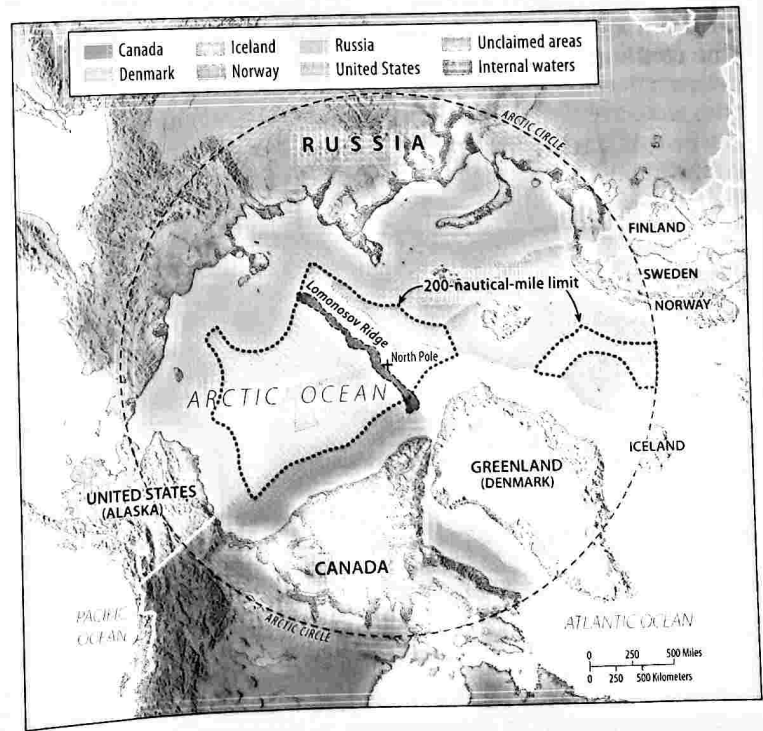 Canada
Iceland
Russia
Unclaimed areas
Denmark
Norway
United States
Internal waters
ARCTIC CIRCLE
RUSSIA
FINLAND
SWEDEN
NORWAY
200-nautical-mile limit
Lomonosov Ridge
North Pole
ARCTIC OCEAN
ICELAND
GREENLAND
(DENMARK)
UNITED STATES
(ALASKA)
CANADA
PACIFIC
OCEAN
ARCTIC CIRCLE
ATLANTIC OCEAN
0 250 500 Miles
0 250 500 Kilometers